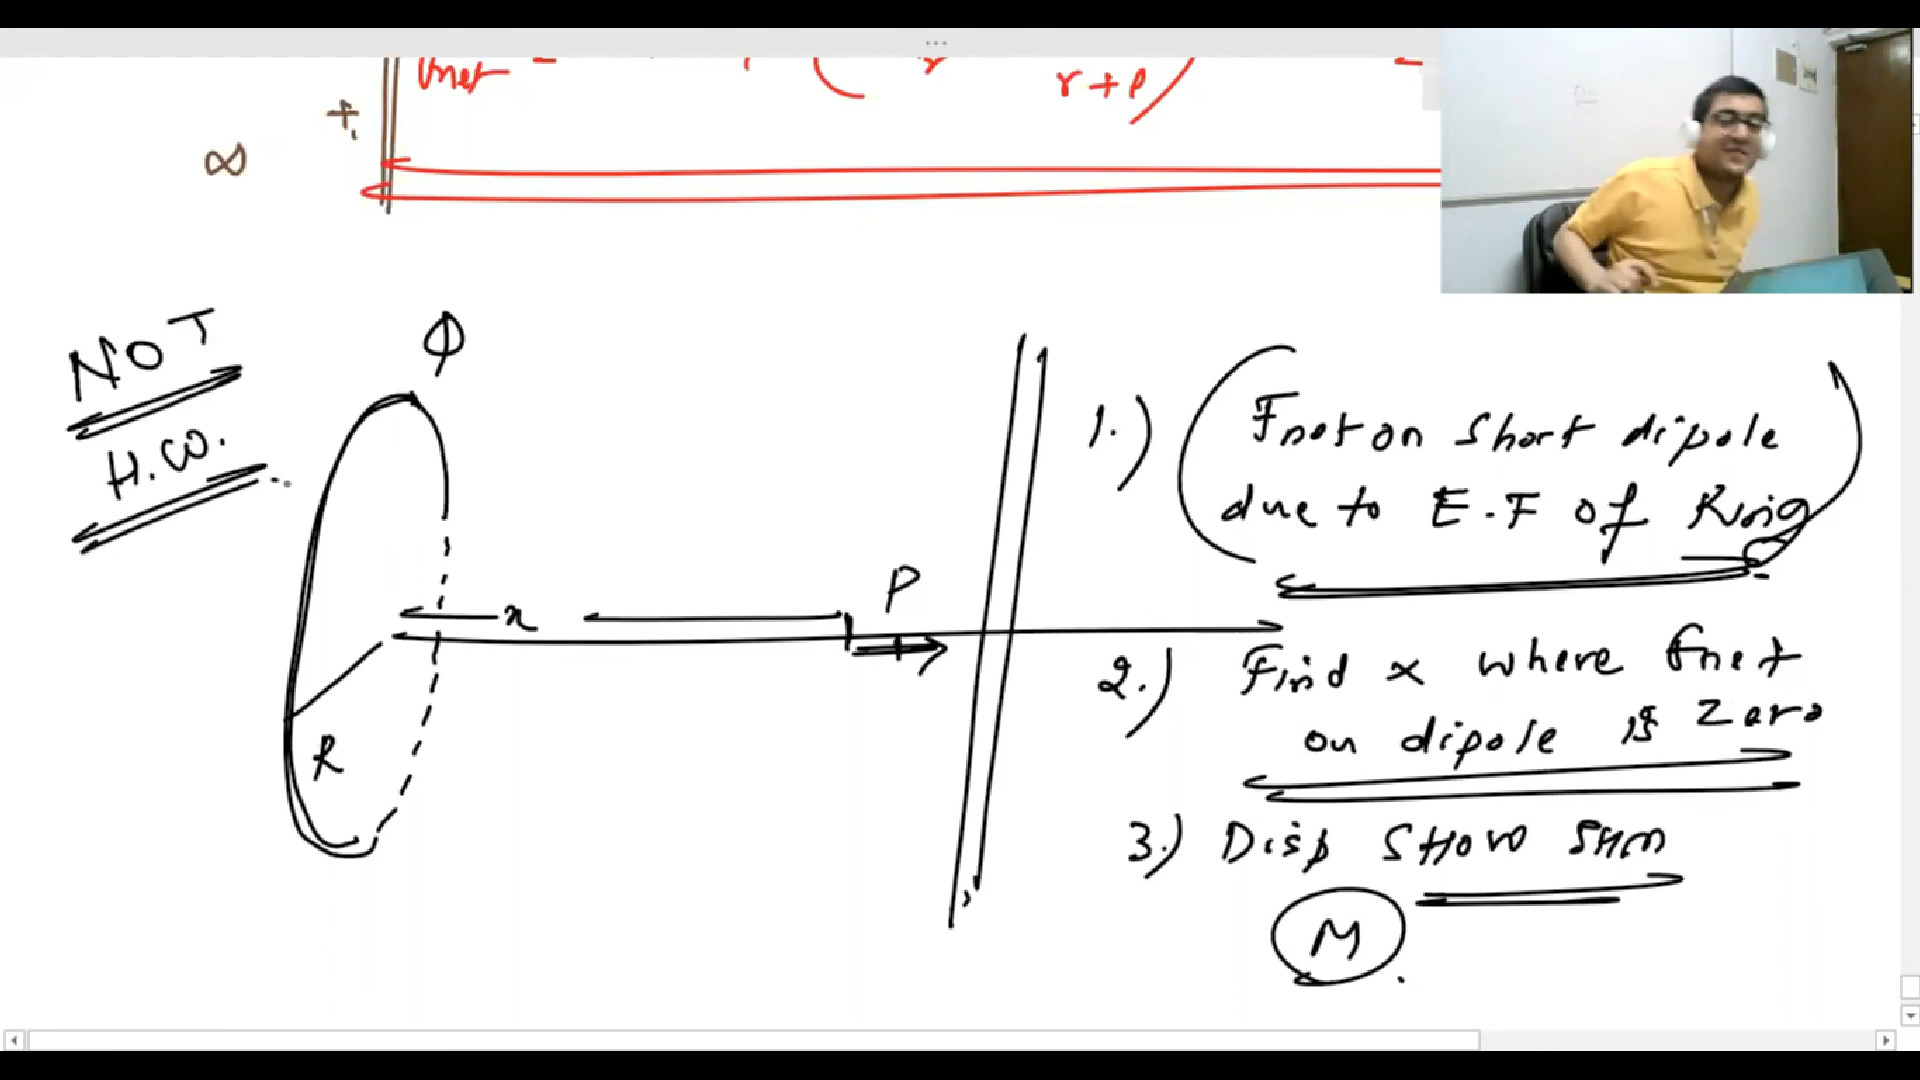 r
r+l
+.
∞
NOT
H.W.
Φ
1.)
Fnet on short dipole
due to E.F of Ring
P
x
2.)
Find x where Fnet
on dipole is Zero
R
3.) Disp SHOW SHM
M